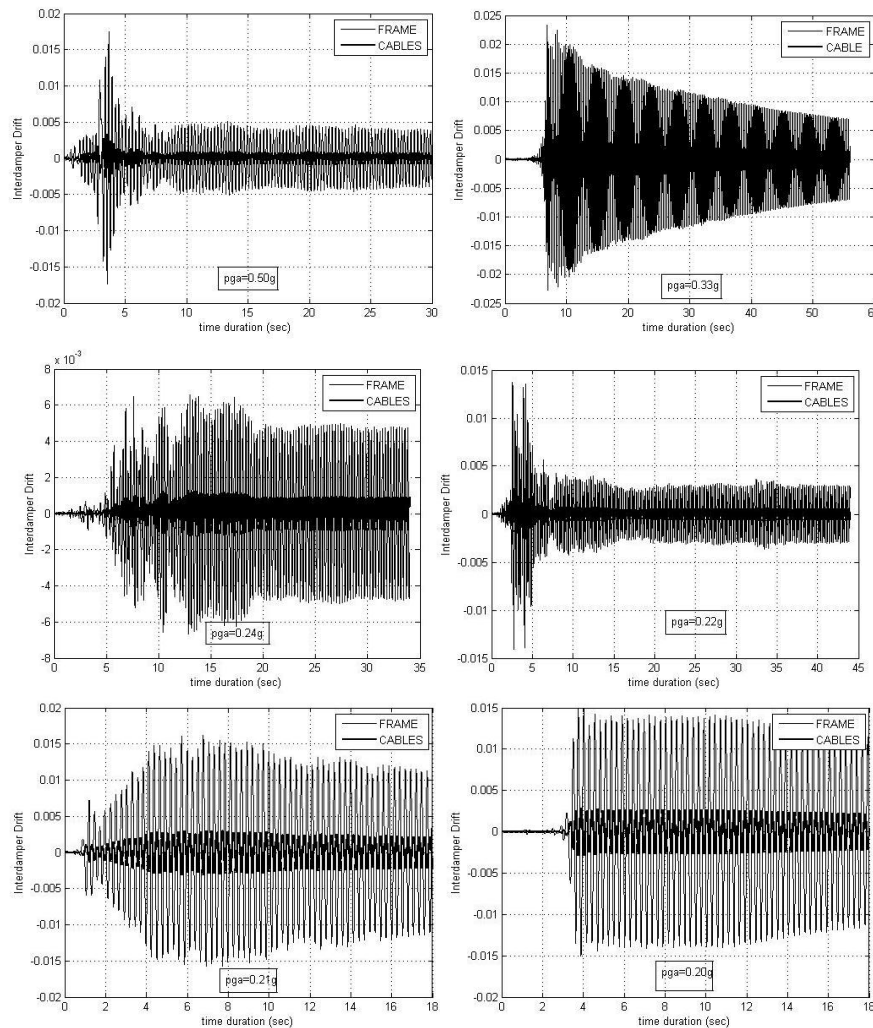 0.02
0.015
0.01
0.005
0
-0.005
-0.01
-0.015
-0.02
Interdamper Drift
FRAME
CABLES
pga=0.50g
0 5 10 15 20 25 30
time duration (sec)
0.025
0.02
0.015
0.01
0.005
0
-0.005
-0.01
-0.015
-0.02
-0.025
Interdamper Drift
FRAME
CABLE
pga=0.33g
0 10 20 30 40 50 60
time duration (sec)
x 10⁻³
8
6
4
2
0
-2
-4
-6
-8
Interdamper Drift
FRAME
CABLES
pga=0.24g
0 5 10 15 20 25 30 35
time duration (sec)
0.015
0.01
0.005
0
-0.005
-0.01
-0.015
Interdamper Drift
FRAME
CABLES
pga=0.22g
0 5 10 15 20 25 30 35 40 45
time duration (sec)
0.02
0.015
0.01
0.005
0
-0.005
-0.01
-0.015
-0.02
Interdamper Drift
FRAME
CABLES
pga=0.21g
0 2 4 6 8 10 12 14 16 18
time duration (sec)
0.015
0.01
0.005
0
-0.005
-0.01
-0.015
-0.02
Interdamper Drift
FRAME
CABLES
pga=0.20g
0 2 4 6 8 10 12 14 16 18
time duration (sec)